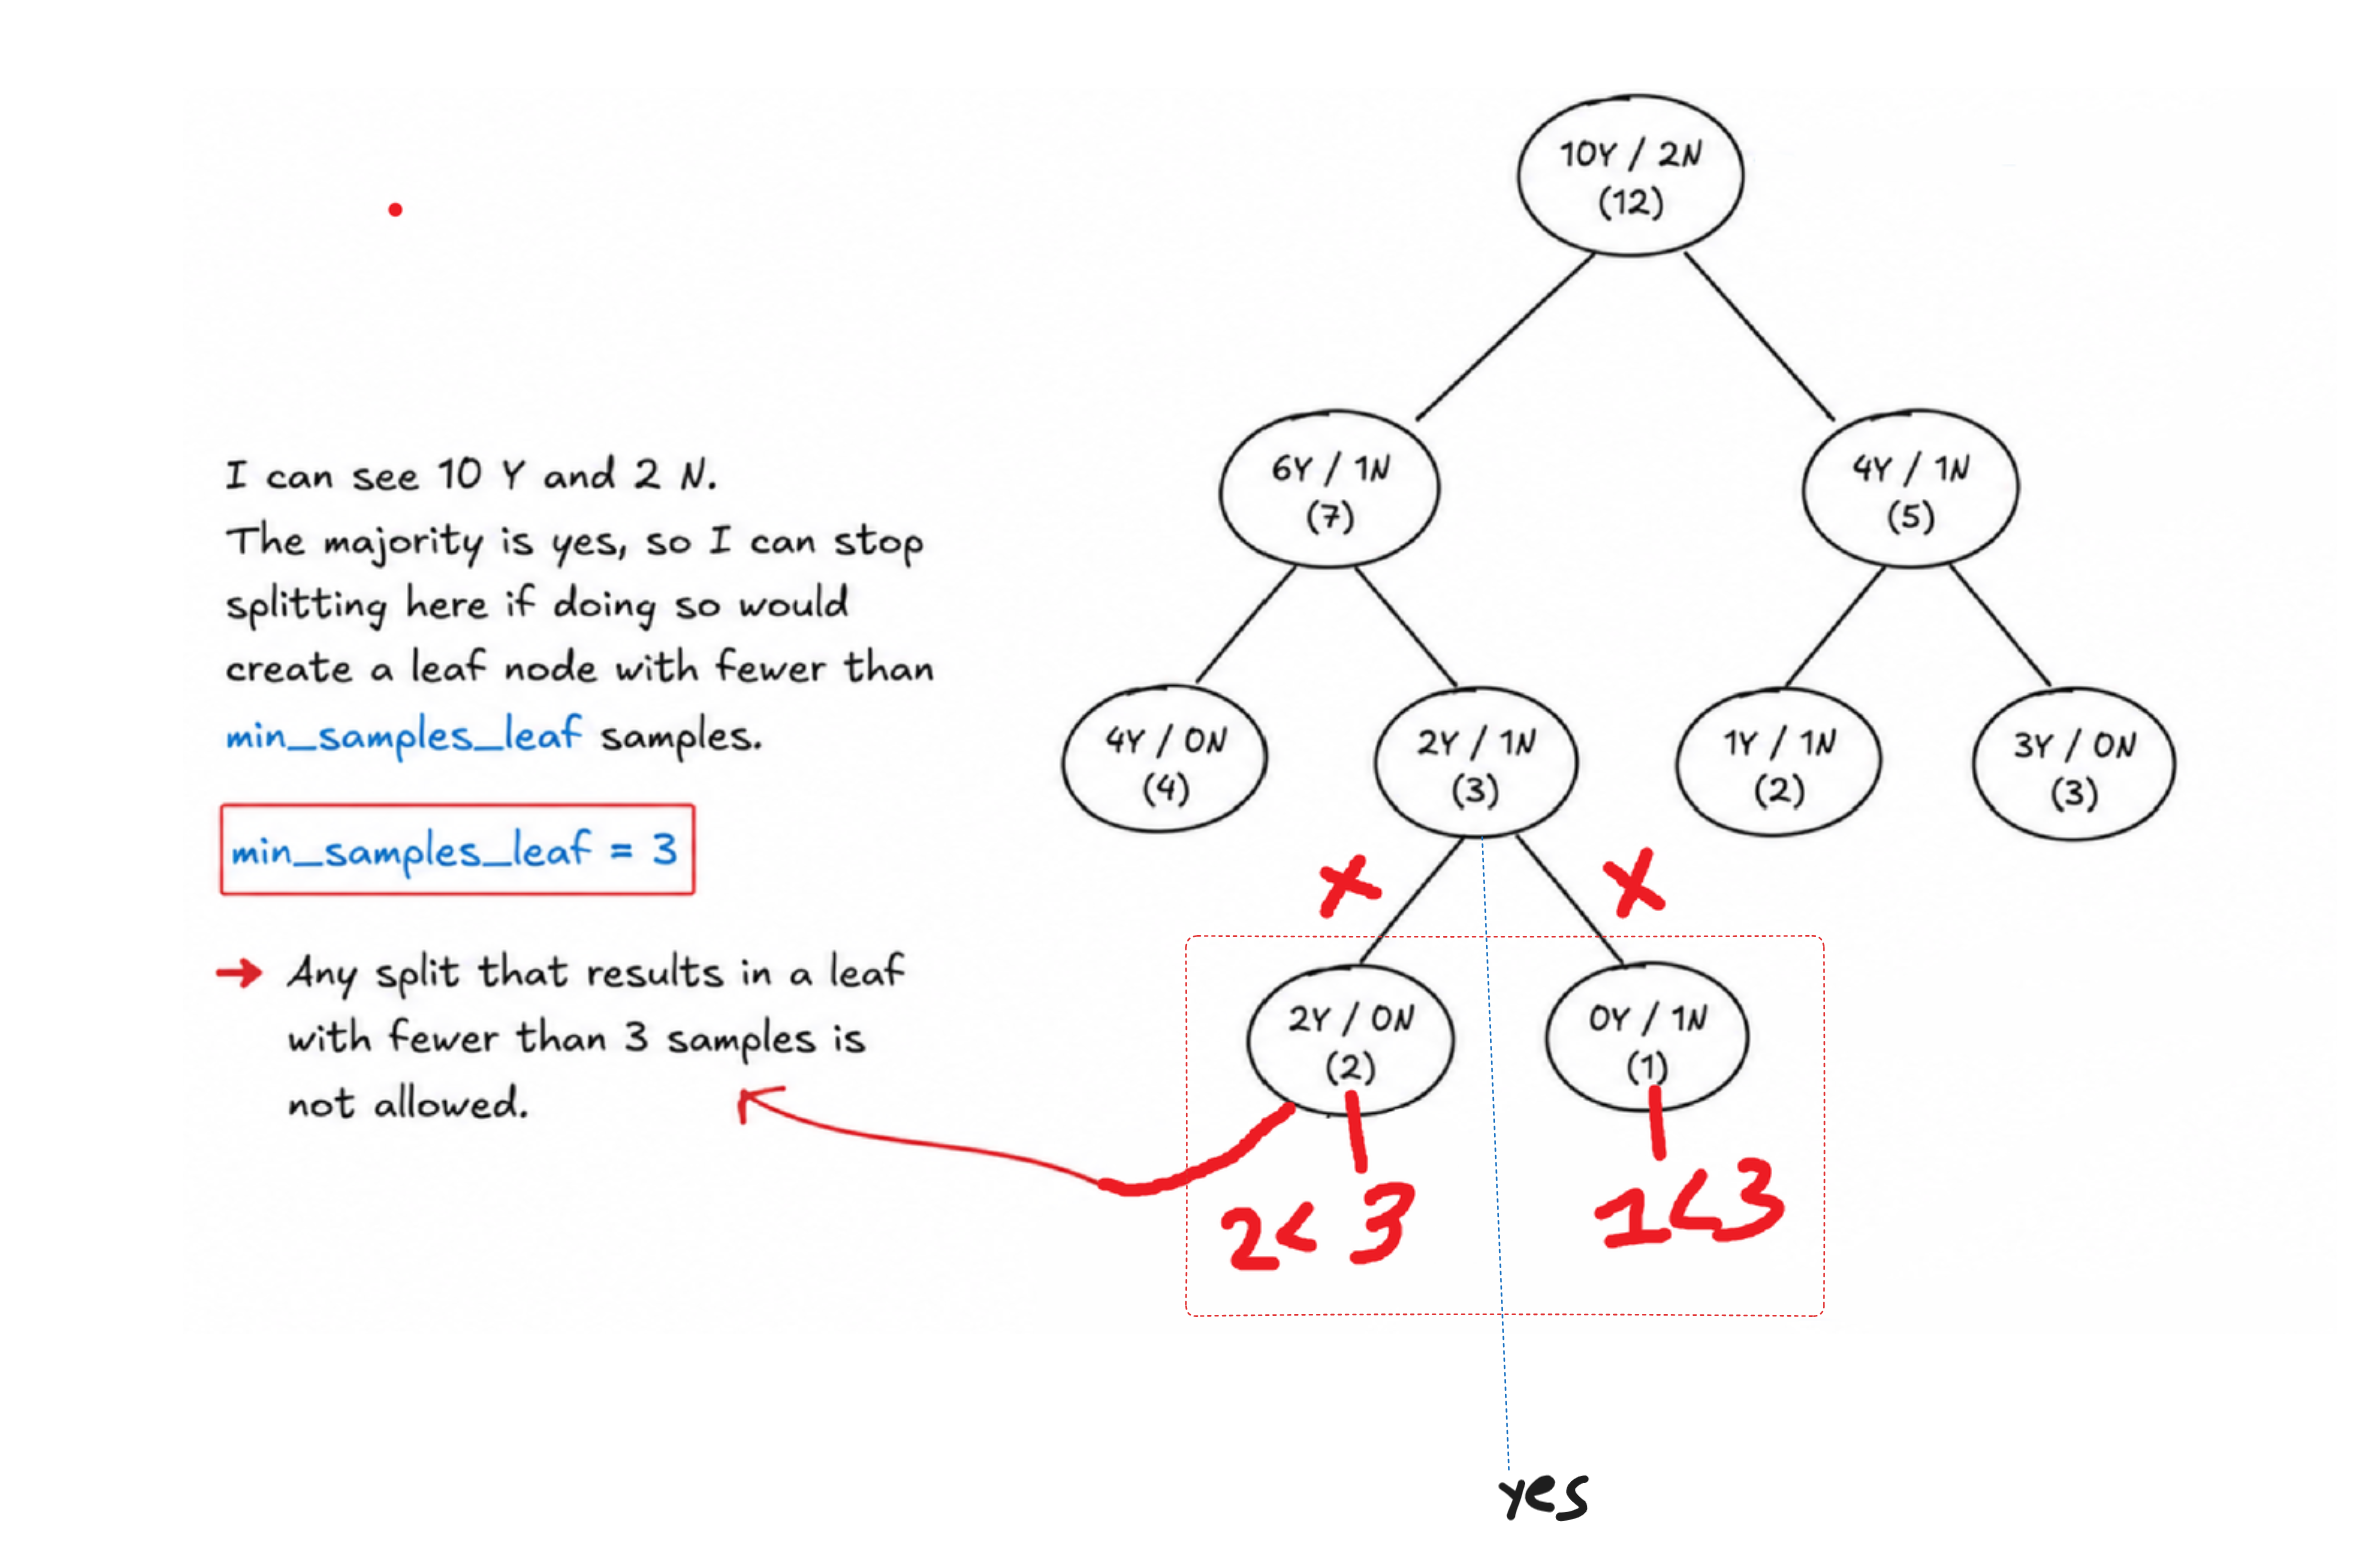 10Y / 2N
(12)
6Y / 1N
(7)
4Y / 1N
(5)
I can see 10 Y and 2 N.
The majority is yes, so I can stop
splitting here if doing so would
create a leaf node with fewer than
min_samples_leaf samples.
4Y / 0N
(4)
2Y / 1N
(3)
1Y / 1N
(2)
3Y / 0N
(3)
min_samples_leaf = 3
→ Any split that results in a leaf
with fewer than 3 samples is
not allowed.
2Y / 0N
(2)
0Y / 1N
(1)
2<3
1<3
yes